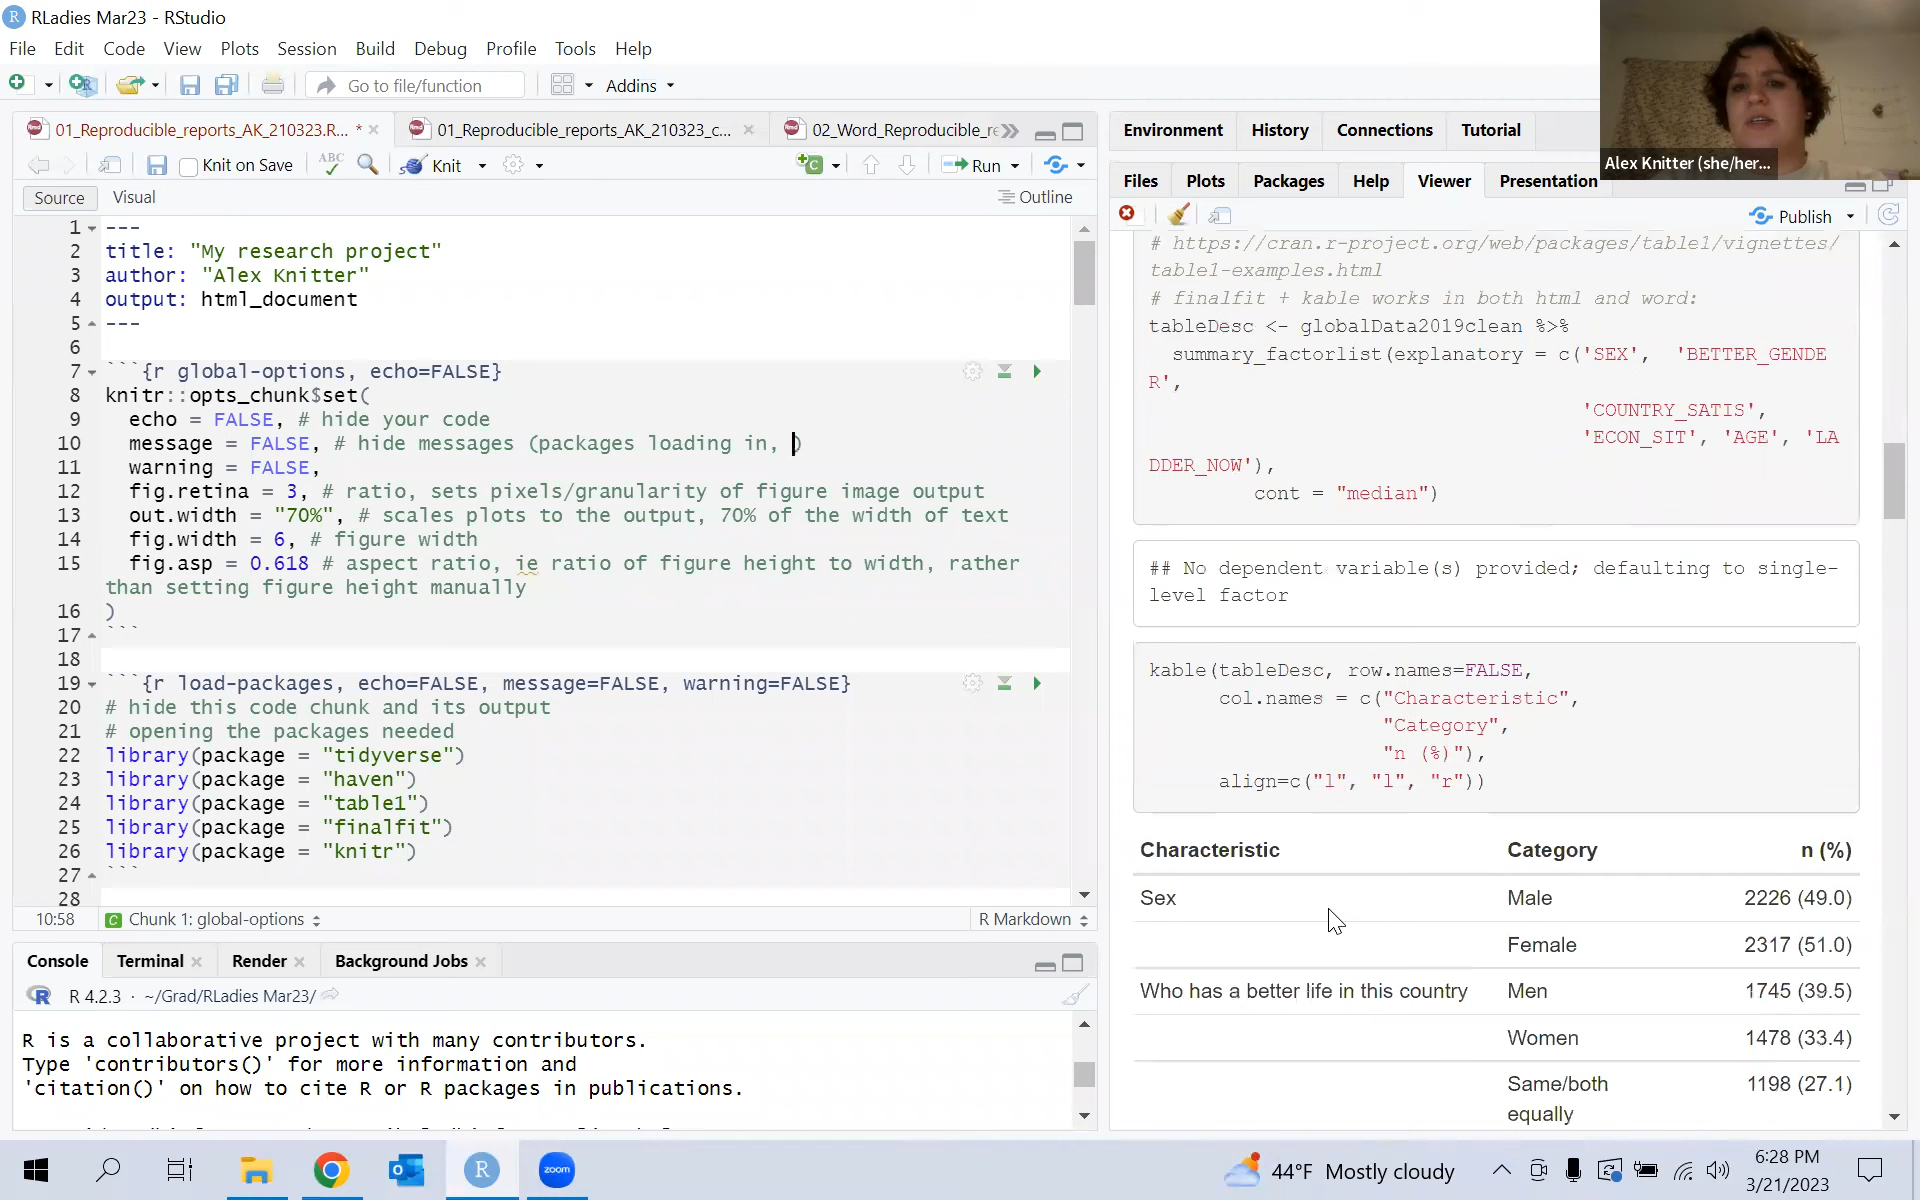 RLadies Mar23 - RStudio
File Edit Code View Plots Session Build Debug Profile Tools Help
Go to file/function
Addins
Alex Knitter (she/her...
01_Reproducible_reports_AK_210323.R... *
01_Reproducible_reports_AK_210323_c...
02_Word_Reproducible_re
Knit on Save
ABC
Knit
Run
Source Visual
Outline
1 ---
2 title: "My research project"
3 author: "Alex Knitter"
4 output: html_document
5 ---
6
7 ```{r global-options, echo=FALSE}
8 knitr::opts_chunk$set(
9 echo = FALSE, # hide your code
10 message = FALSE, # hide messages (packages loading in, )
11 warning = FALSE,
12 fig.retina = 3, # ratio, sets pixels/granularity of figure image output
13 out.width = "70%", # scales plots to the output, 70% of the width of text
14 fig.width = 6, # figure width
15 fig.asp = 0.618 # aspect ratio, ie ratio of figure height to width, rather
than setting figure height manually
16 )
17 ```
18
19 ```{r load-packages, echo=FALSE, message=FALSE, warning=FALSE}
20 # hide this code chunk and its output
21 # opening the packages needed
22 library(package = "tidyverse")
23 library(package = "haven")
24 library(package = "table1")
25 library(package = "finalfit")
26 library(package = "knitr")
27 ```
28
10:58 Chunk 1: global-options R Markdown
Console Terminal Render Background Jobs
R 4.2.3 · ~/Grad/RLadies Mar23/
R is a collaborative project with many contributors.
Type 'contributors()' for more information and
'citation()' on how to cite R or R packages in publications.
Environment History Connections Tutorial
Files Plots Packages Help Viewer Presentation
Publish
# https://cran.r-project.org/web/packages/table1/vignettes/
table1-examples.html
# finalfit + kable works in both html and word:
tableDesc <- globalData2019clean %>%
summary_factorlist(explanatory = c('SEX', 'BETTER_GENDE
R',
'COUNTRY_SATIS',
'ECON_SIT', 'AGE', 'LA
DDER_NOW'),
cont = "median")
## No dependent variable(s) provided; defaulting to single-
level factor
kable(tableDesc, row.names=FALSE,
col.names = c("Characteristic",
"Category",
"n (%)"),
align=c("l", "l", "r"))
Characteristic Category n (%)
Sex Male 2226 (49.0)
Female 2317 (51.0)
Who has a better life in this country Men 1745 (39.5)
Women 1478 (33.4)
Same/both 1198 (27.1)
equally
zoom
44°F Mostly cloudy
6:28 PM
3/21/2023